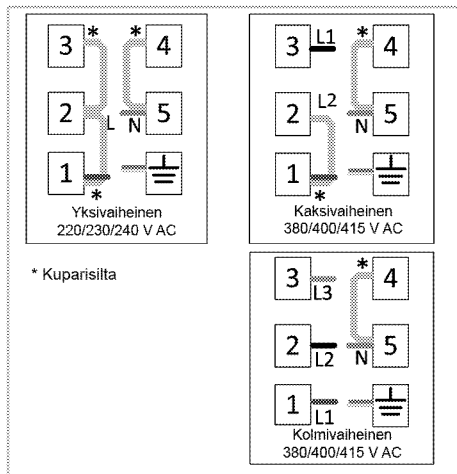 3 * * 4
2 L N 5
1 *
Yksivaiheinen
220/230/240 V AC
3 L1 * 4
2 L2 N 5
1 *
Kaksivaiheinen
380/400/415 V AC
* Kuparisilta
3 L3 * 4
2 L2 N 5
1 L1
Kolmivaiheinen
380/400/415 V AC